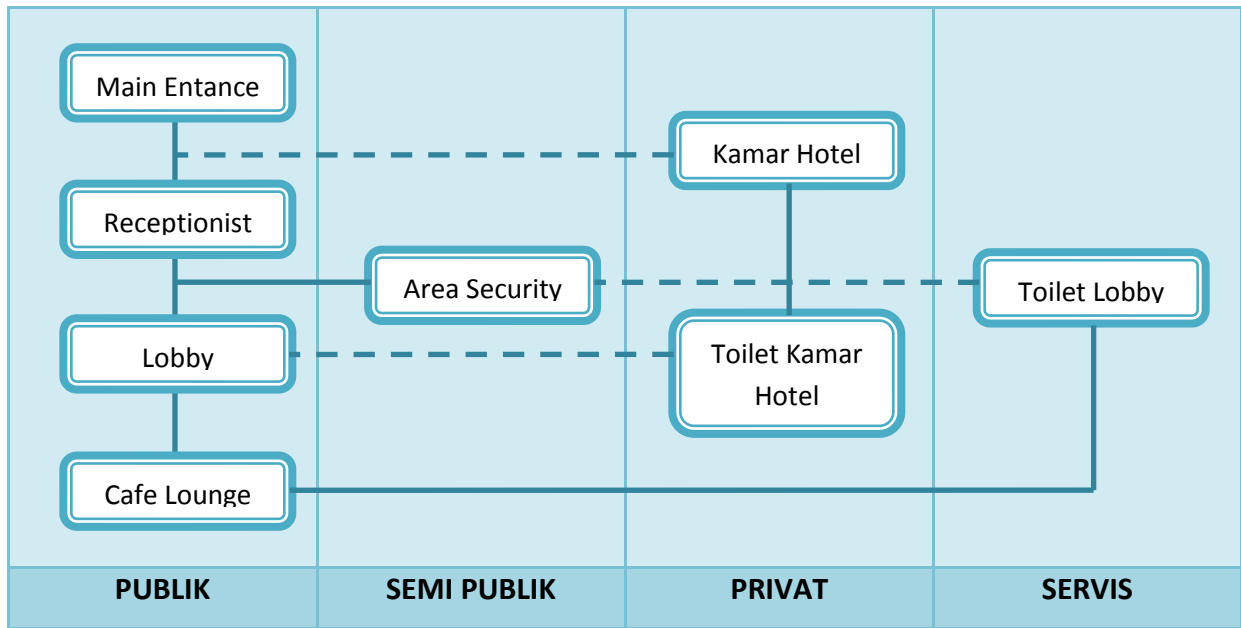 Main Entance
Kamar Hotel
Receptionist
Area Security
Toilet Lobby
Lobby
Toilet Kamar
Hotel
Cafe Lounge
PUBLIK
SEMI PUBLIK
PRIVAT
SERVIS